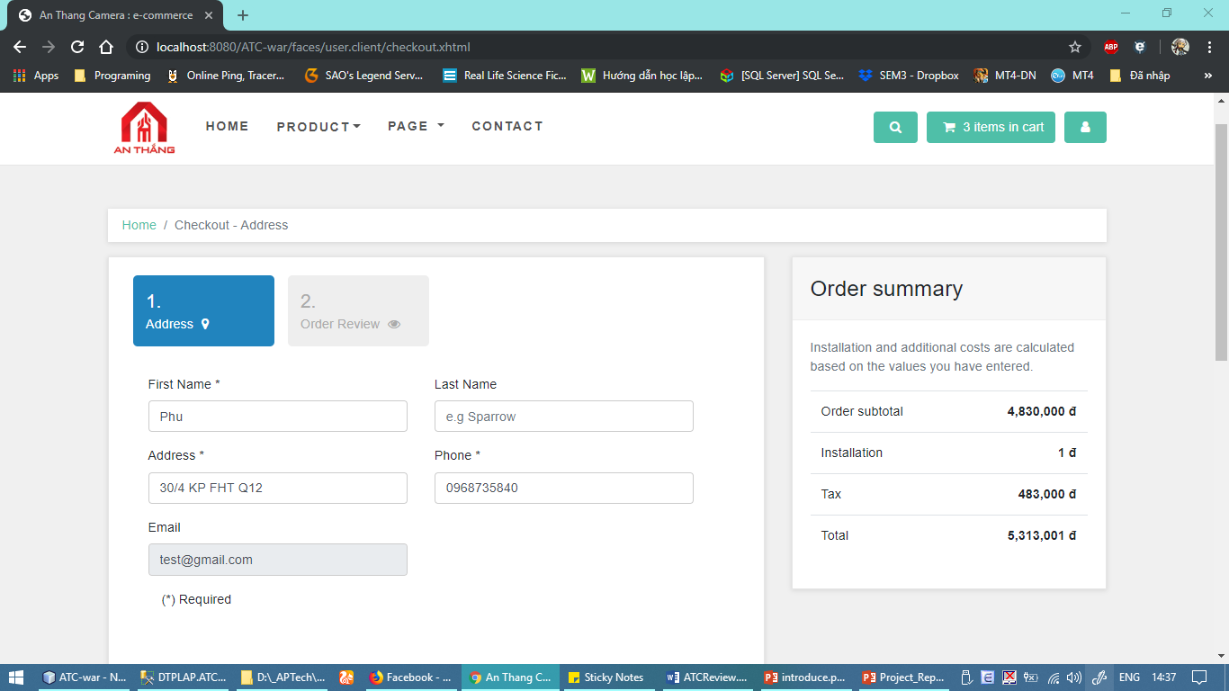 An Thang Camera : e-commerce
localhost:8080/ATC-war/faces/user.client/checkout.xhtml
ABP
Apps Programing Online Ping, Tracer... SAO's Legend Serv... Real Life Science Fic... W Hướng dẫn học lập... [SQL Server] SQL Se... SEM3 - Dropbox MT4-DN MT4 Đã nhập »
AN THẮNG
HOME PRODUCT PAGE CONTACT
3 items in cart
Home / Checkout - Address
1.
Address
2.
Order Review
First Name *
Last Name
Phu
e.g Sparrow
Address *
Phone *
30/4 KP FHT Q12
0968735840
Email
test@gmail.com
(*) Required
Order summary
Installation and additional costs are calculated
based on the values you have entered.
Order subtotal 4,830,000 đ
Installation 1 đ
Tax 483,000 đ
Total 5,313,001 đ
ATC-war - N... DTPLAP.ATC... D:\_APTech\... Facebook - ... An Thang C... Sticky Notes ATCReview.... introduce.p... Project_Rep... ENG 14:37